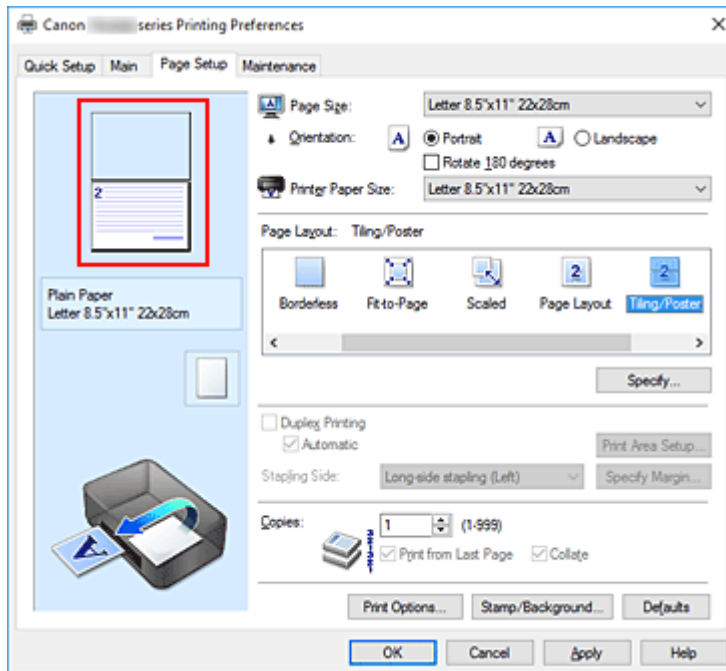 Canon series Printing Preferences
Quick Setup Main Page Setup Maintenance
Page Size: Letter 8.5"x11" 22x28cm
Orientation: A Portrait A Landscape
Rotate 180 degrees
Printer Paper Size: Letter 8.5"x11" 22x28cm
2
Page Layout: Tiling/Poster
2 2
Borderless Fit-to-Page Scaled Page Layout Tiling/Poster
Plain Paper
Letter 8.5"x11" 22x28cm
Specify...
Duplex Printing
Automatic Print Area Setup...
Stapling Side: Long-side stapling (Left) Specify Margin...
Copies: 1 (1-999)
Print from Last Page Collate
A
Print Options... Stamp/Background... Defaults
OK Cancel Apply Help